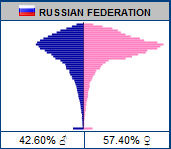 RUSSIAN FEDERATION
42.60% ♂ 57.40% ♀